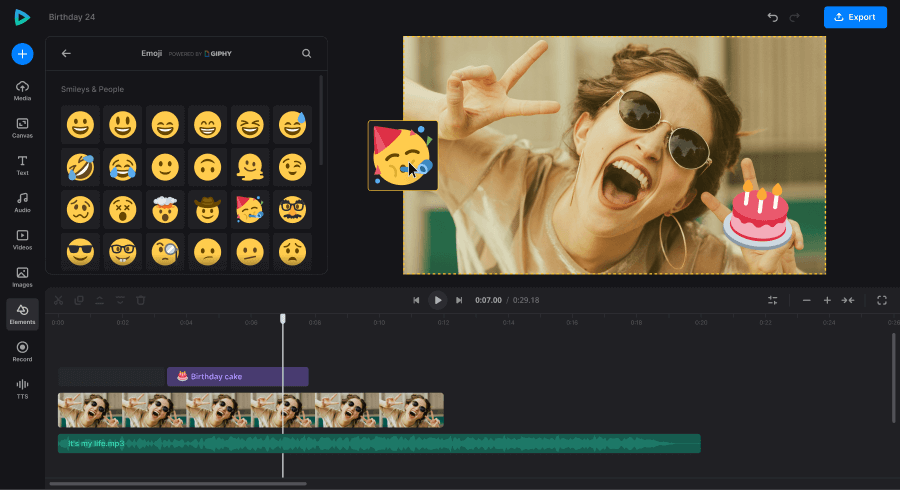 Birthday 24
Export
Emoji POWERED BY GIPHY
Smileys & People
Media
Canvas
Text
Audio
Videos
Images
Elements
Record
TTS
0:07.00 / 0:29.18
0:00 0:02 0:04 0:06 0:08 0:10 0:12 0:14 0:16 0:18 0:20 0:22 0:24
Birthday cake
It's my life.mp3